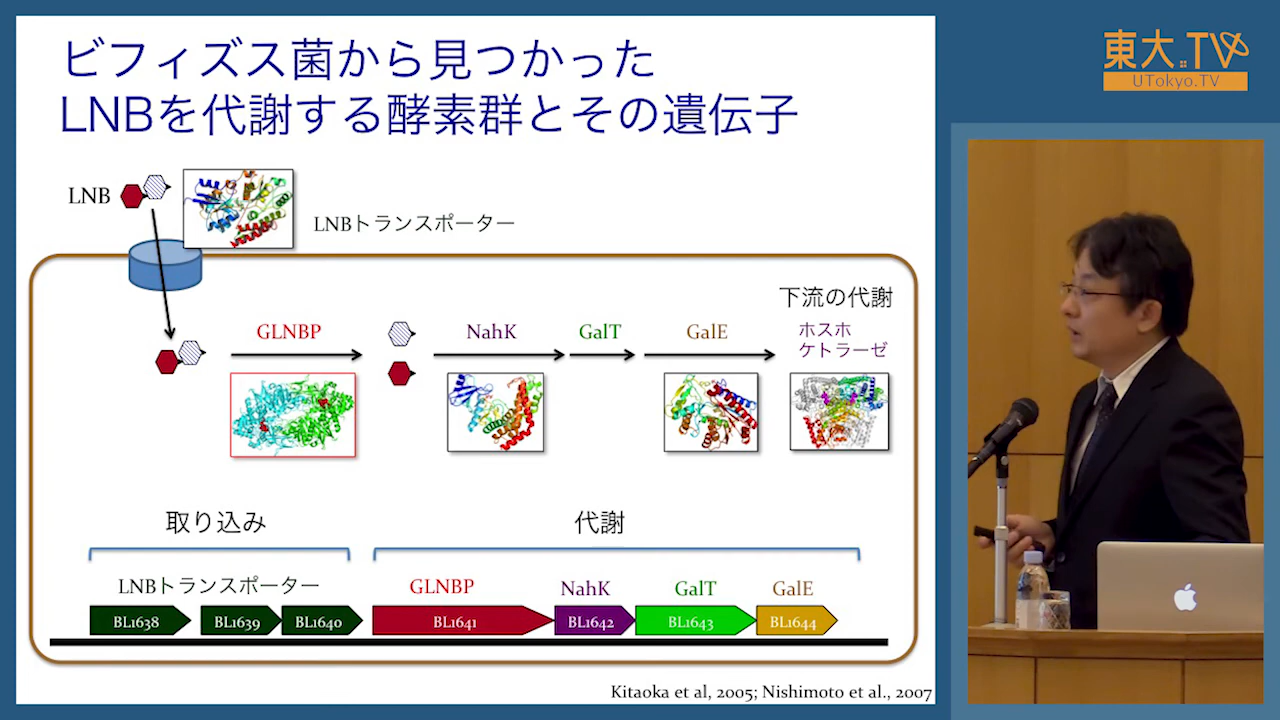 ビフィズス菌から見つかった
LNBを代謝する酵素群とその遺伝子
東大.TV
UTokyo.TV
LNB
LNBトランスポーター
下流の代謝
GLNBP
NahK
GalT
GalE
ホスホ
ケトラーゼ
取り込み
代謝
LNBトランスポーター
GLNBP
NahK
GalT
GalE
BL1638
BL1639
BL1640
BL1641
BL1642
BL1643
BL1644
Kitaoka et al, 2005; Nishimoto et al., 2007